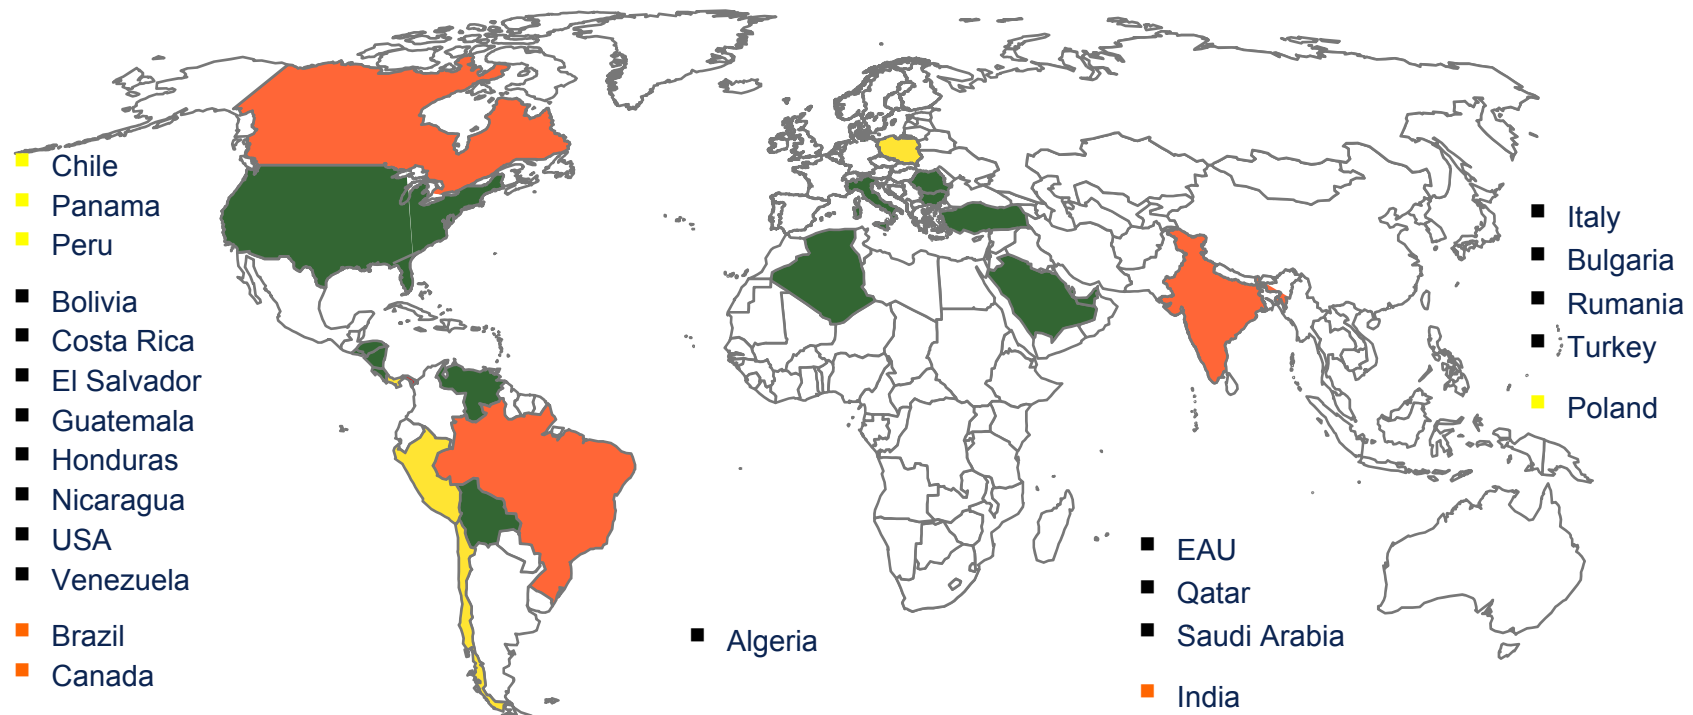 Chile
Panama
Peru
Bolivia
Costa Rica
El Salvador
Guatemala
Honduras
Nicaragua
USA
Venezuela
Brazil
Canada
Algeria
EAU
Qatar
Saudi Arabia
India
Italy
Bulgaria
Rumania
Turkey
Poland